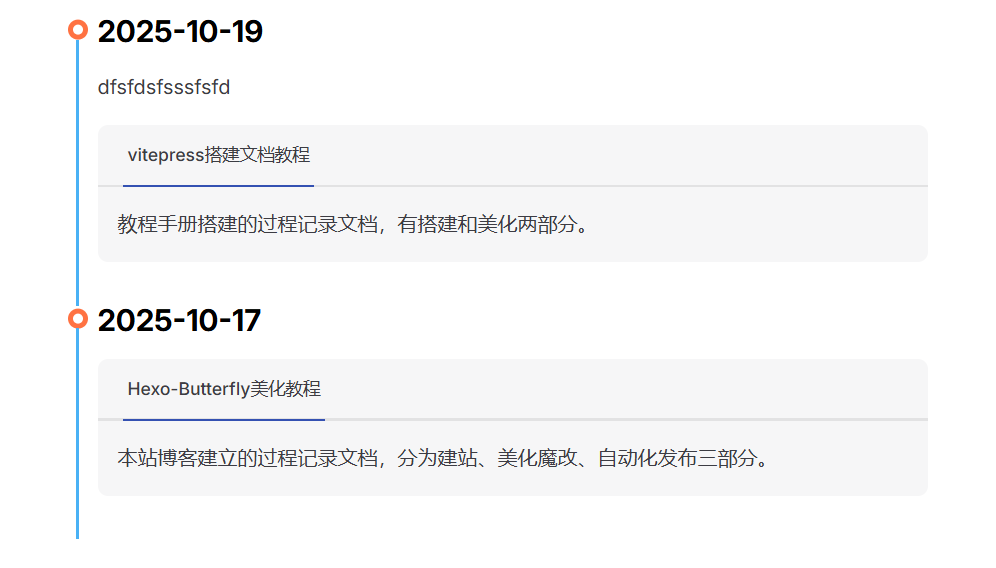 2025-10-19
dfsfdsfsssfsfd
vitepress搭建文档教程
教程手册搭建的过程记录文档，有搭建和美化两部分。
2025-10-17
Hexo-Butterfly美化教程
本站博客建立的过程记录文档，分为建站、美化魔改、自动化发布三部分。